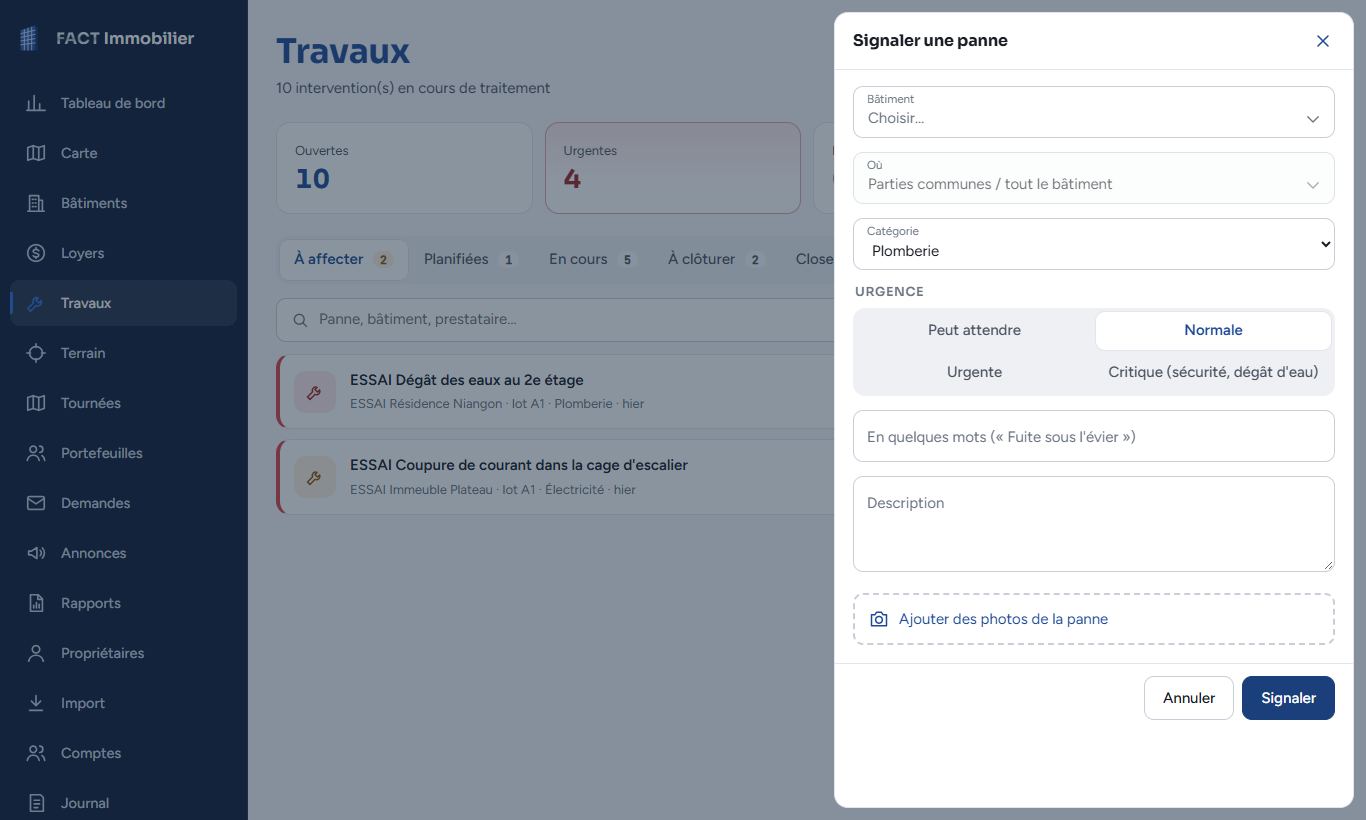 FACT Immobilier
Tableau de bord
Carte
Bâtiments
Loyers
Travaux
Terrain
Tournées
Portefeuilles
Demandes
Annonces
Rapports
Propriétaires
Import
Comptes
Journal
Travaux
10 intervention(s) en cours de traitement
Ouvertes
10
Urgentes
4
À affecter 2 Planifiées 1 En cours 5 À clôturer 2 Close
Panne, bâtiment, prestataire...
ESSAI Dégât des eaux au 2e étage
ESSAI Résidence Niangon · lot A1 · Plomberie · hier
ESSAI Coupure de courant dans la cage d'escalier
ESSAI Immeuble Plateau · lot A1 · Électricité · hier
Signaler une panne
Bâtiment
Choisir...
Où
Parties communes / tout le bâtiment
Catégorie
Plomberie
URGENCE
Peut attendre Normale
Urgente Critique (sécurité, dégât d'eau)
En quelques mots (« Fuite sous l'évier »)
Description
Ajouter des photos de la panne
Annuler Signaler